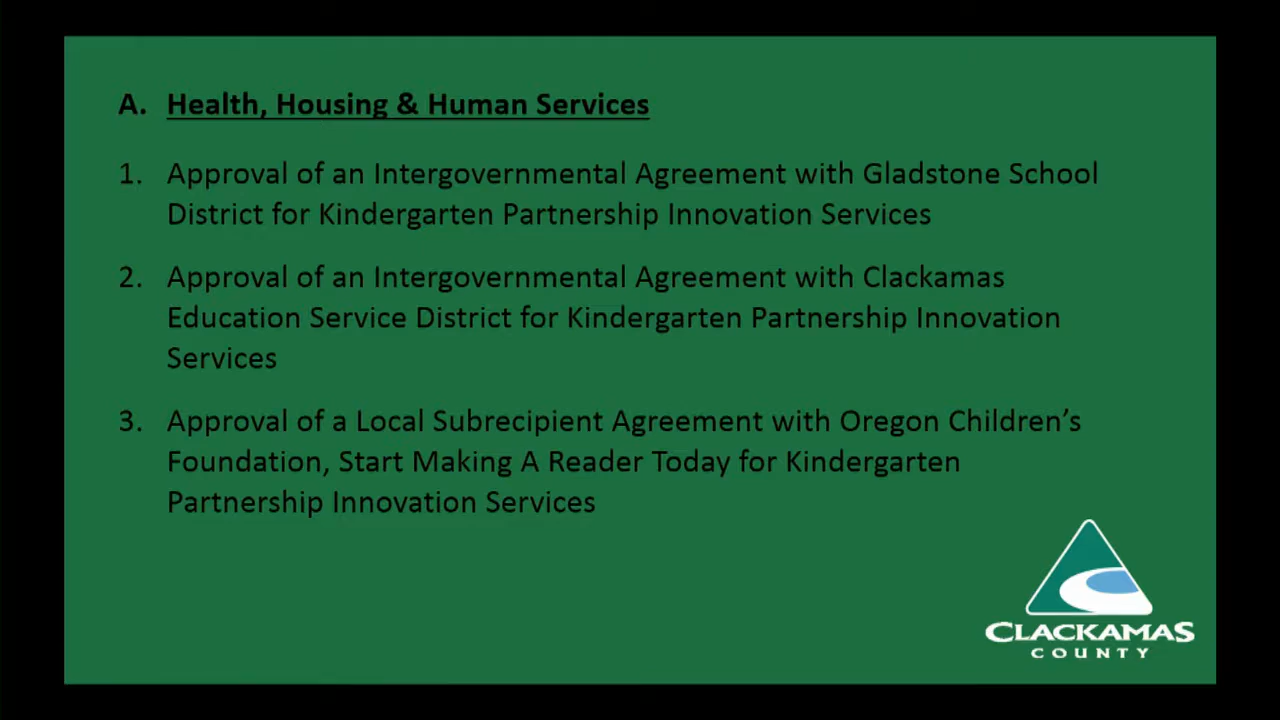 A. Health, Housing & Human Services
1. Approval of an Intergovernmental Agreement with Gladstone School
District for Kindergarten Partnership Innovation Services
2. Approval of an Intergovernmental Agreement with Clackamas
Education Service District for Kindergarten Partnership Innovation
Services
3. Approval of a Local Subrecipient Agreement with Oregon Children’s
Foundation, Start Making A Reader Today for Kindergarten
Partnership Innovation Services
CLACKAMAS
COUNTY